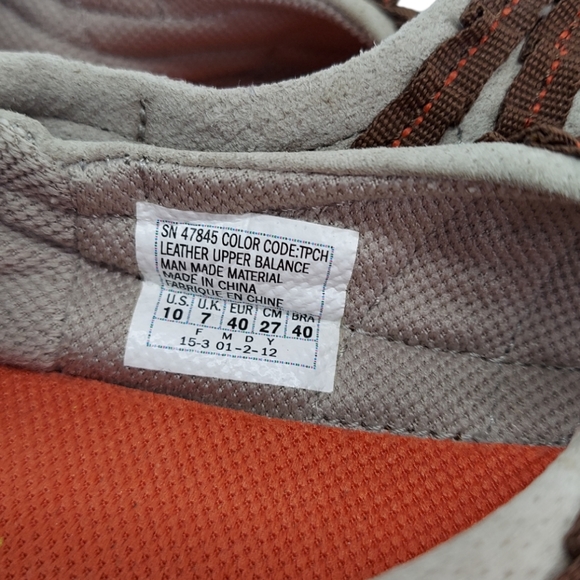 SN 47845 COLOR CODE:TPCH
LEATHER UPPER BALANCE
MAN MADE MATERIAL
MADE IN CHINA
FABRIQUE EN CHINE
U.S. U.K. EUR CM BRA
10 7 40 27 40
F M D Y
15-3 01-2-12